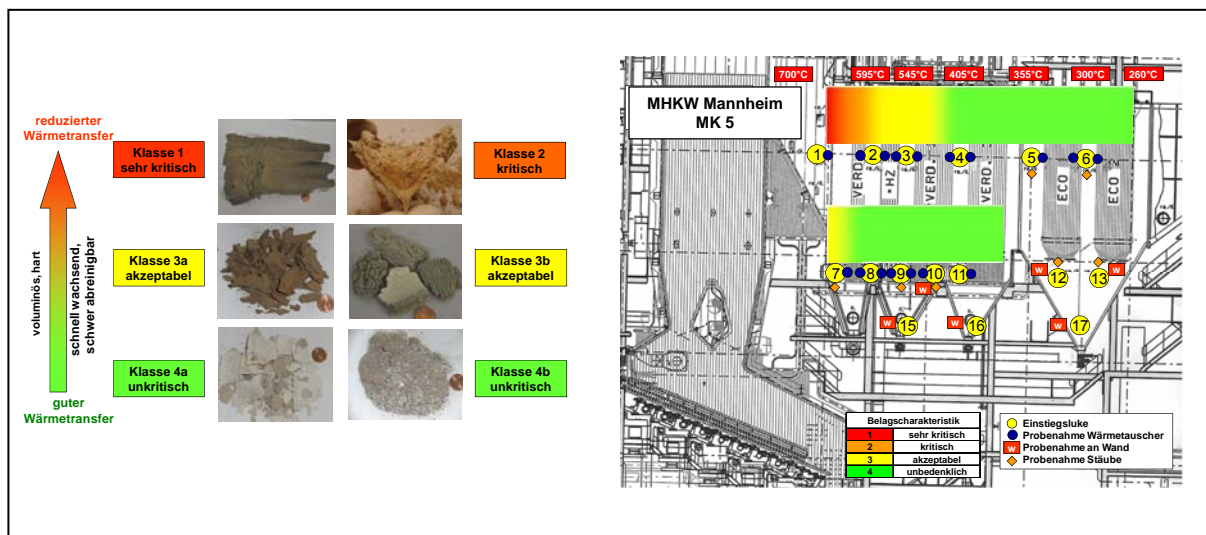 reduzierter
Wärmetransfer
voluminös, hart
schnell wachsend,
schwer abreinigbar
guter
Wärmetransfer
Klasse 1
sehr kritisch
Klasse 2
kritisch
Klasse 3a
akzeptabel
Klasse 3b
akzeptabel
Klasse 4a
unkritisch
Klasse 4b
unkritisch
700°C
595°C
545°C
405°C
355°C
300°C
260°C
MHKW Mannheim
MK 5
1
2
3
4
5
6
VERD.
HZ
VERD.
VERD.
ECO
ECO 2
7
8
9
10
11
12
13
W
W
W
15
16
17
W
W
W
Belagscharakteristik
1 sehr kritisch
2 kritisch
3 akzeptabel
4 unbedenklich
Einstiegsluke
Probenahme Wärmetauscher
W Probenahme an Wand
Probenahme Stäube